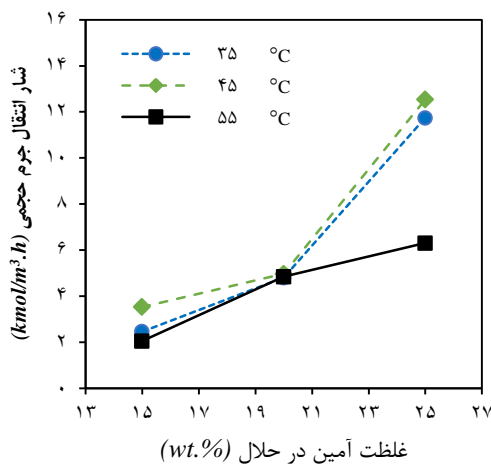 شار انتقال جرم حجمی (kmol/m³.h)
۱۶
۱۴
۱۲
۱۰
۸
۶
۴
۲
۰
۳۵ °C
۴۵ °C
۵۵ °C
۱۳ ۱۵ ۱۷ ۱۹ ۲۱ ۲۳ ۲۵ ۲۷
غلظت آمین در حلال (wt.%)